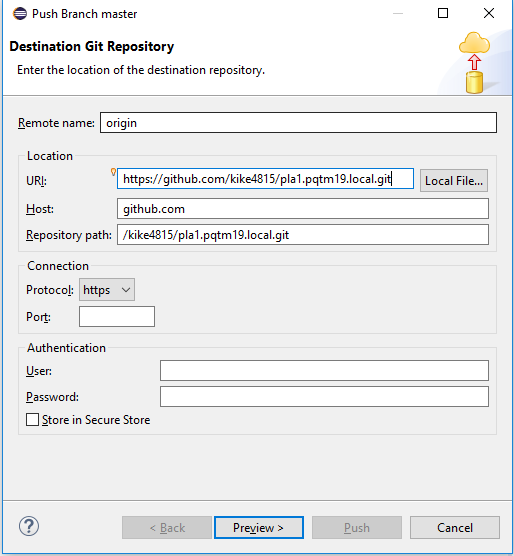 Push Branch master
Destination Git Repository
Enter the location of the destination repository.
Remote name: origin
Location
URI: https://github.com/kike4815/pla1.pqtm19.local.git Local File...
Host: github.com
Repository path: /kike4815/pla1.pqtm19.local.git
Connection
Protocol: https
Port:
Authentication
User:
Password:
Store in Secure Store
? < Back Preview > Push Cancel